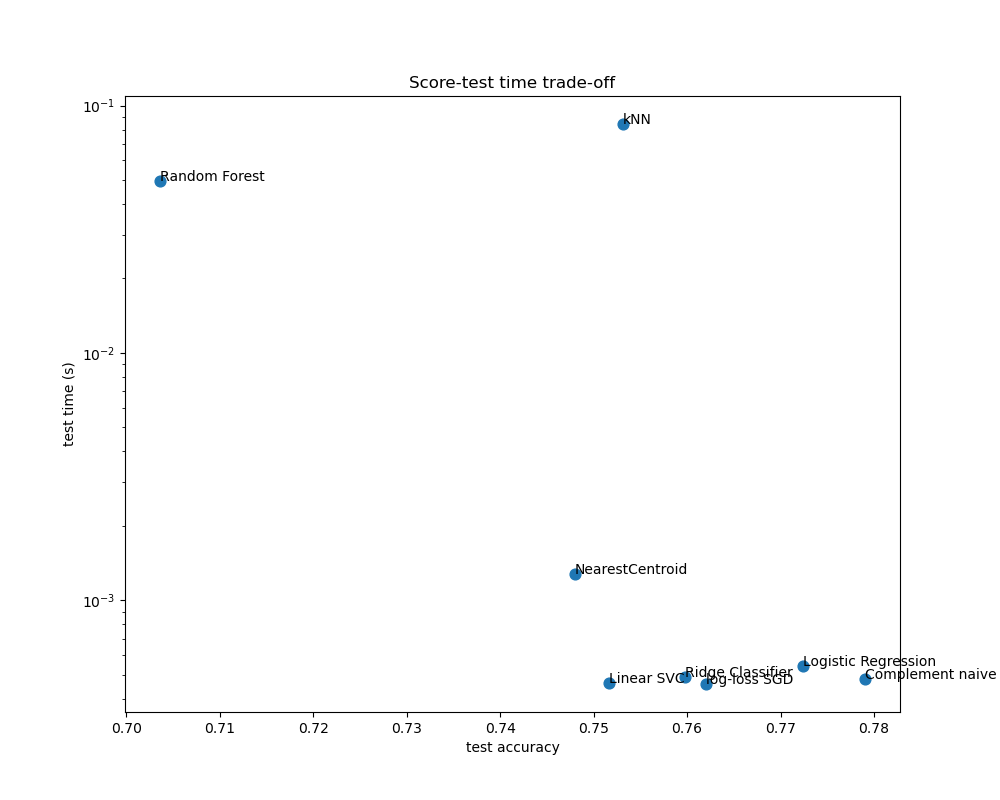 Score-test time trade-off
10⁻¹
kNN
Random Forest
10⁻²
test time (s)
NearestCentroid
10⁻³
Logistic Regression
Ridge Classifier
Complement naive
Linear SVC
log-loss SGD
0.70 0.71 0.72 0.73 0.74 0.75 0.76 0.77 0.78
test accuracy